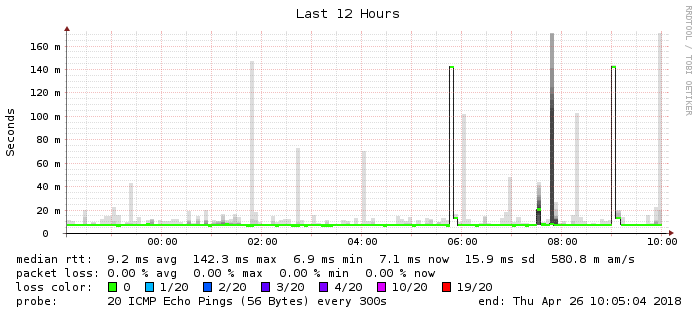 Last 12 Hours
RRDTOOL / TOBI OETIKER
Seconds
160 m
140 m
120 m
100 m
80 m
60 m
40 m
20 m
0
00:00 02:00 04:00 06:00 08:00 10:00
median rtt: 9.2 ms avg 142.3 ms max 6.9 ms min 7.1 ms now 15.9 ms sd 580.8 m am/s
packet loss: 0.00 % avg 0.00 % max 0.00 % min 0.00 % now
loss color: 0 1/20 2/20 3/20 4/20 10/20 19/20
probe: 20 ICMP Echo Pings (56 Bytes) every 300s end: Thu Apr 26 10:05:04 2018